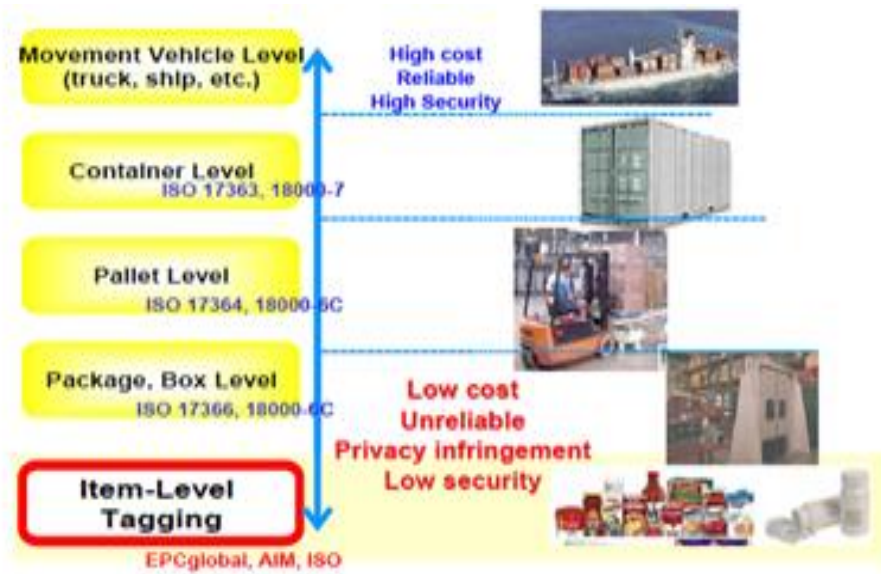 Movement Vehicle Level
(truck, ship, etc.)
High cost
Reliable
High Security
Container Level
ISO 17363, 18000-7
Pallet Level
ISO 17364, 18000-6C
Package, Box Level
ISO 17366, 18000-6C
Low cost
Unreliable
Privacy infringement
Low security
Item-Level
Tagging
EPCglobal, AIM, ISO